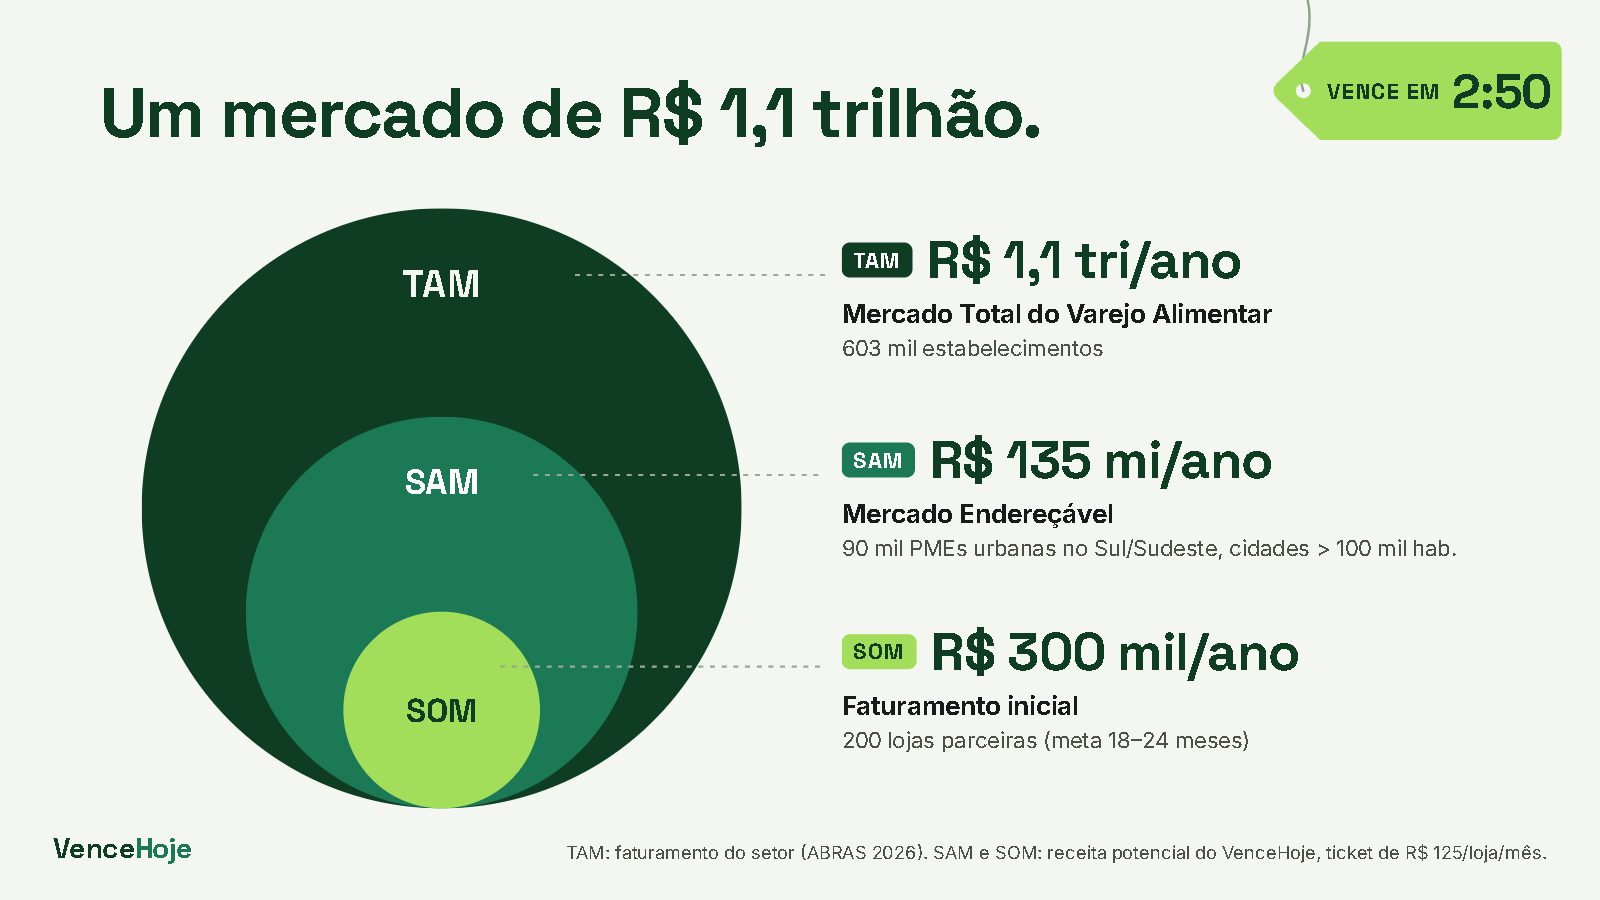 Um mercado de R$ 1,1 trilhão.
VENCE EM 2:50
TAM
SAM
SOM
TAM R$ 1,1 tri/ano
Mercado Total do Varejo Alimentar
603 mil estabelecimentos
SAM R$ 135 mi/ano
Mercado Endereçável
90 mil PMEs urbanas no Sul/Sudeste, cidades > 100 mil hab.
SOM R$ 300 mil/ano
Faturamento inicial
200 lojas parceiras (meta 18–24 meses)
VenceHoje
TAM: faturamento do setor (ABRAS 2026). SAM e SOM: receita potencial do VenceHoje, ticket de R$ 125/loja/mês.